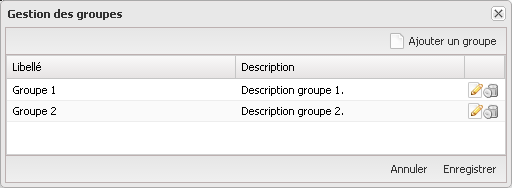 Gestion des groupes
Ajouter un groupe
Libellé Description
Groupe 1 Description groupe 1.
Groupe 2 Description groupe 2.
Annuler Enregistrer